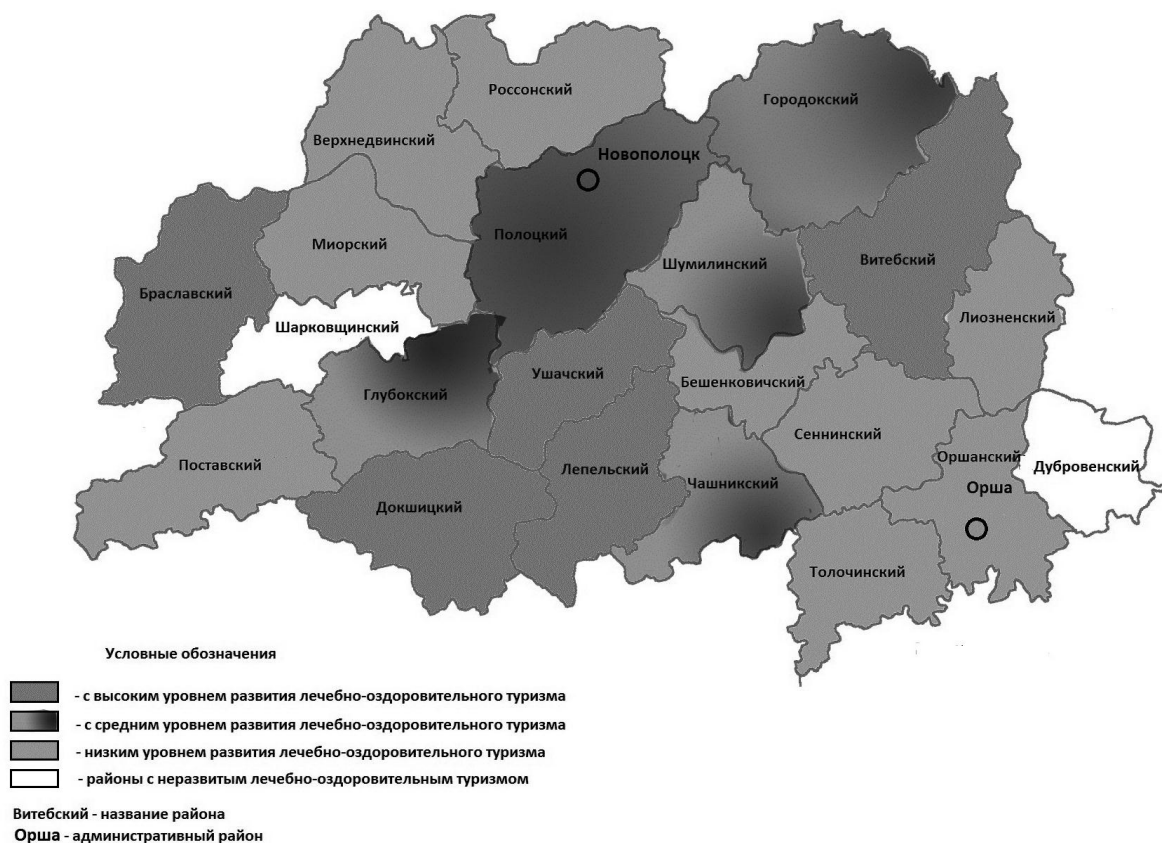 Россонский
Городокский
Верхнедвинский
Новополоцк
Полоцкий
Миорский
Шумилинский
Витебский
Браславский
Лиозненский
Шарковщинский
Ушачский
Бешенковичский
Глубокский
Сеннинский
Оршанский
Поставский
Лепельский
Дубровенский
Чашникский
Орша
Докшицкий
Толочинский
Условные обозначения
- с высоким уровнем развития лечебно-оздоровительного туризма
- с средним уровнем развития лечебно-оздоровительного туризма
- низким уровнем развития лечебно-оздоровительного туризма
- районы с неразвитым лечебно-оздоровительным туризмом
Витебский - название района
Орша - административный район